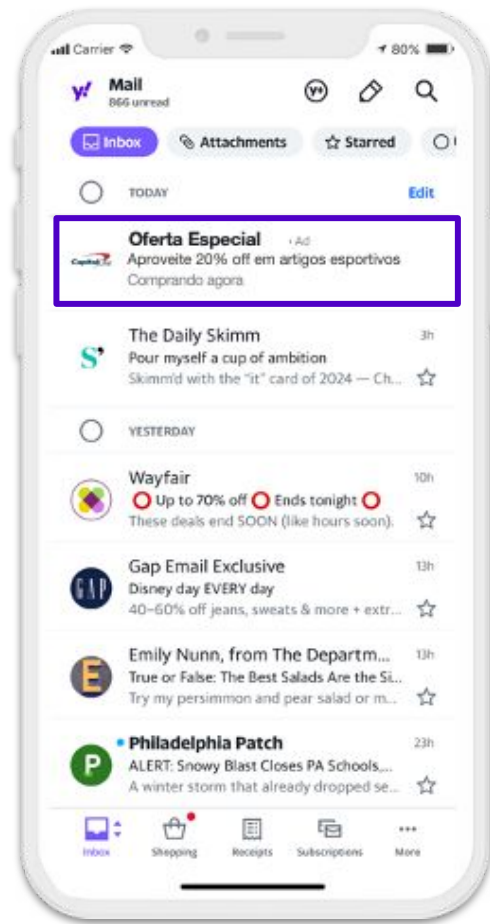 Carrier 80%
y! Mail
866 unread
Inbox Attachments Starred
TODAY Edit
Oferta Especial · Ad
Aproveite 20% off em artigos esportivos
Comprando agora
The Daily Skimm 3h
Pour myself a cup of ambition
Skimm'd with the "it" card of 2024 — Ch...
YESTERDAY
Wayfair 10h
⭕ Up to 70% off ⭕ Ends tonight ⭕
These deals end SOON (like hours soon).
GAP
Gap Email Exclusive 13h
Disney day EVERY day
40–60% off jeans, sweats & more + extr...
E
Emily Nunn, from The Departm... 13h
True or False: The Best Salads Are the Si...
Try my persimmon and pear salad or m...
P
Philadelphia Patch 23h
ALERT: Snowy Blast Closes PA Schools,...
A winter storm that already dropped se...
Inbox Shopping Receipts Subscriptions More